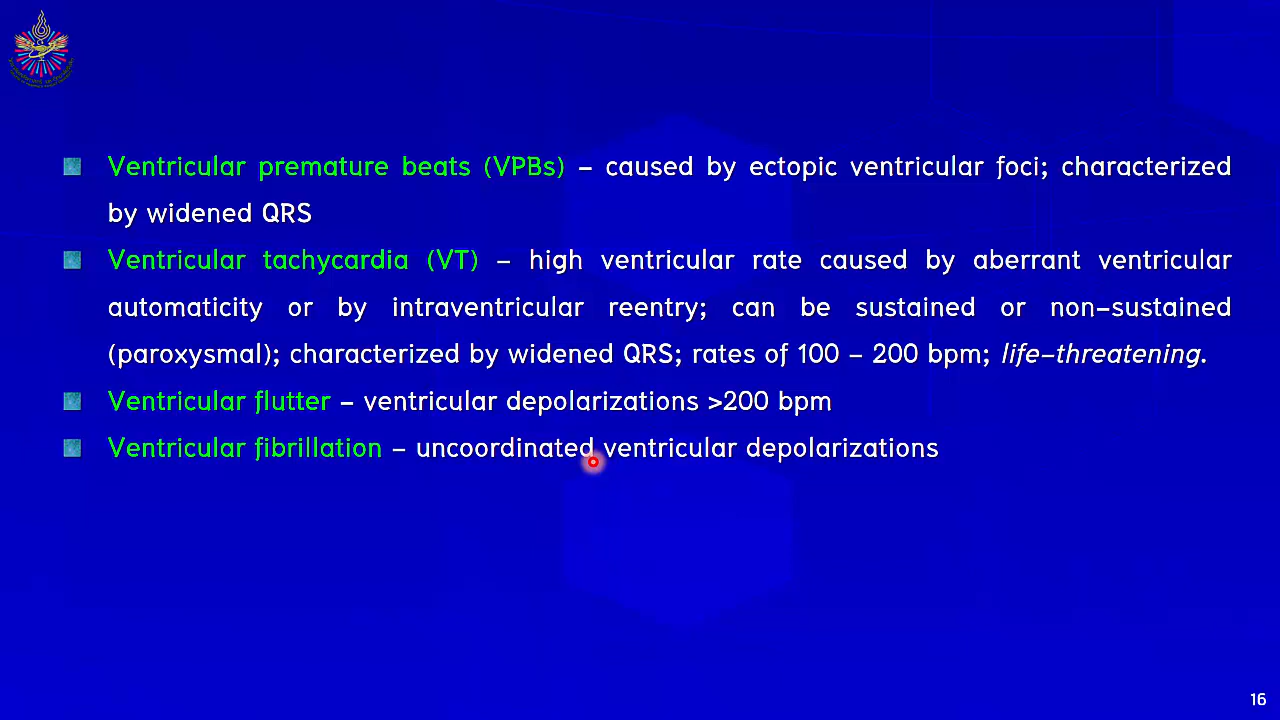 Ventricular premature beats (VPBs) – caused by ectopic ventricular foci; characterized
by widened QRS
Ventricular tachycardia (VT) – high ventricular rate caused by aberrant ventricular
automaticity or by intraventricular reentry; can be sustained or non-sustained
(paroxysmal); characterized by widened QRS; rates of 100 – 200 bpm; life-threatening.
Ventricular flutter – ventricular depolarizations >200 bpm
Ventricular fibrillation – uncoordinated ventricular depolarizations
16